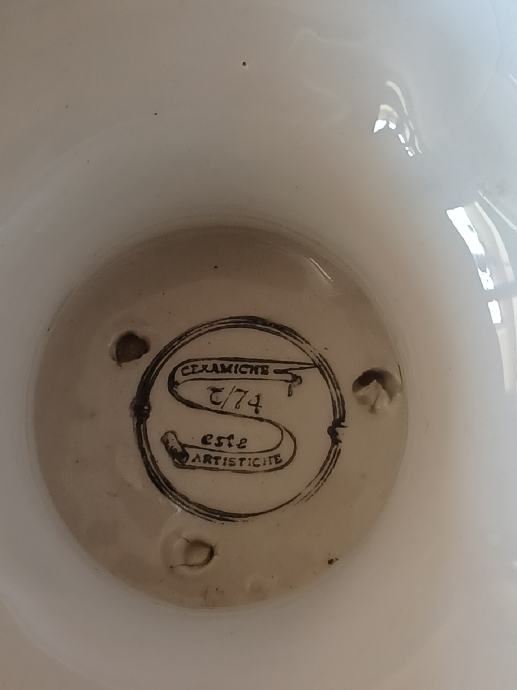 CERAMICHE
T/74
este
ARTISTICHE